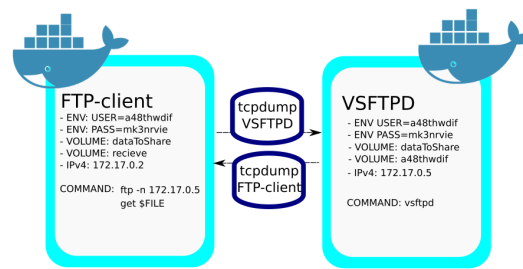 FTP-client
- ENV: USER=a48thwdif
- ENV: PASS=mk3nrvie
- VOLUME: dataToShare
- VOLUME: recieve
- IPv4: 172.17.0.2
COMMAND: ftp -n 172.17.0.5
get $FILE
tcpdump
VSFTPD
tcpdump
FTP-client
VSFTPD
- ENV USER=a48thwdif
- ENV PASS=mk3nrvie
- VOLUME: dataToShare
- VOLUME: a48thwdif
- IPv4: 172.17.0.5
COMMAND: vsftpd